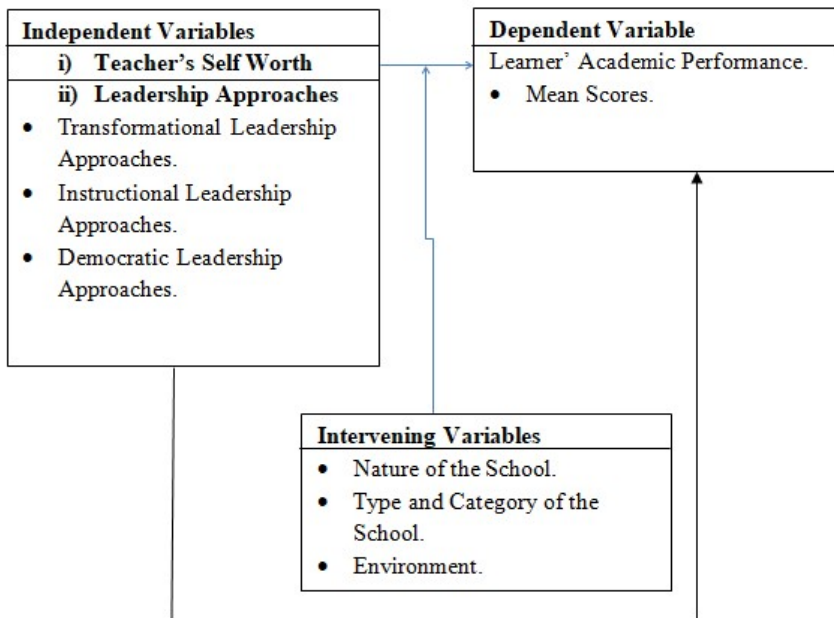 Independent Variables
i) Teacher's Self Worth
ii) Leadership Approaches
• Transformational Leadership
Approaches.
• Instructional Leadership
Approaches.
• Democratic Leadership
Approaches.
Dependent Variable
Learner' Academic Performance.
• Mean Scores.
Intervening Variables
• Nature of the School.
• Type and Category of the
School.
• Environment.